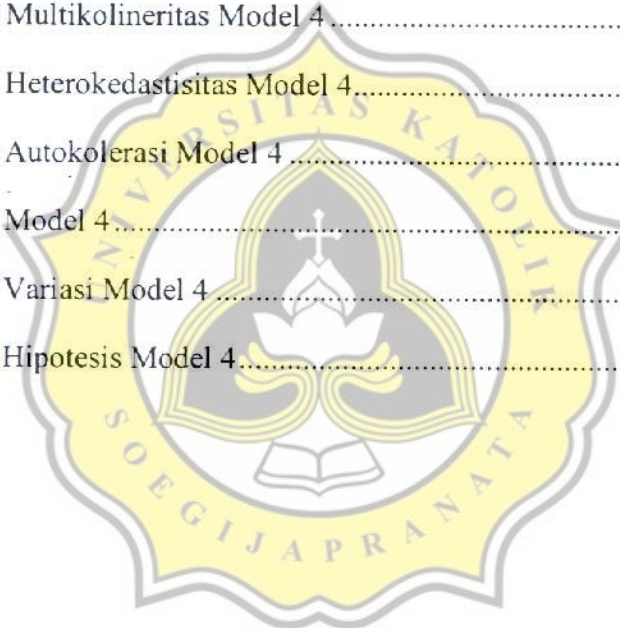 Multikolineritas Model 4 ....................
Heterokedastisitas Model 4....................
Autokolerasi Model 4 ....................
Model 4....................
Variasi Model 4 ....................
Hipotesis Model 4....................
UNIVERSITAS KATOLIK
SOEGIJAPRANATA